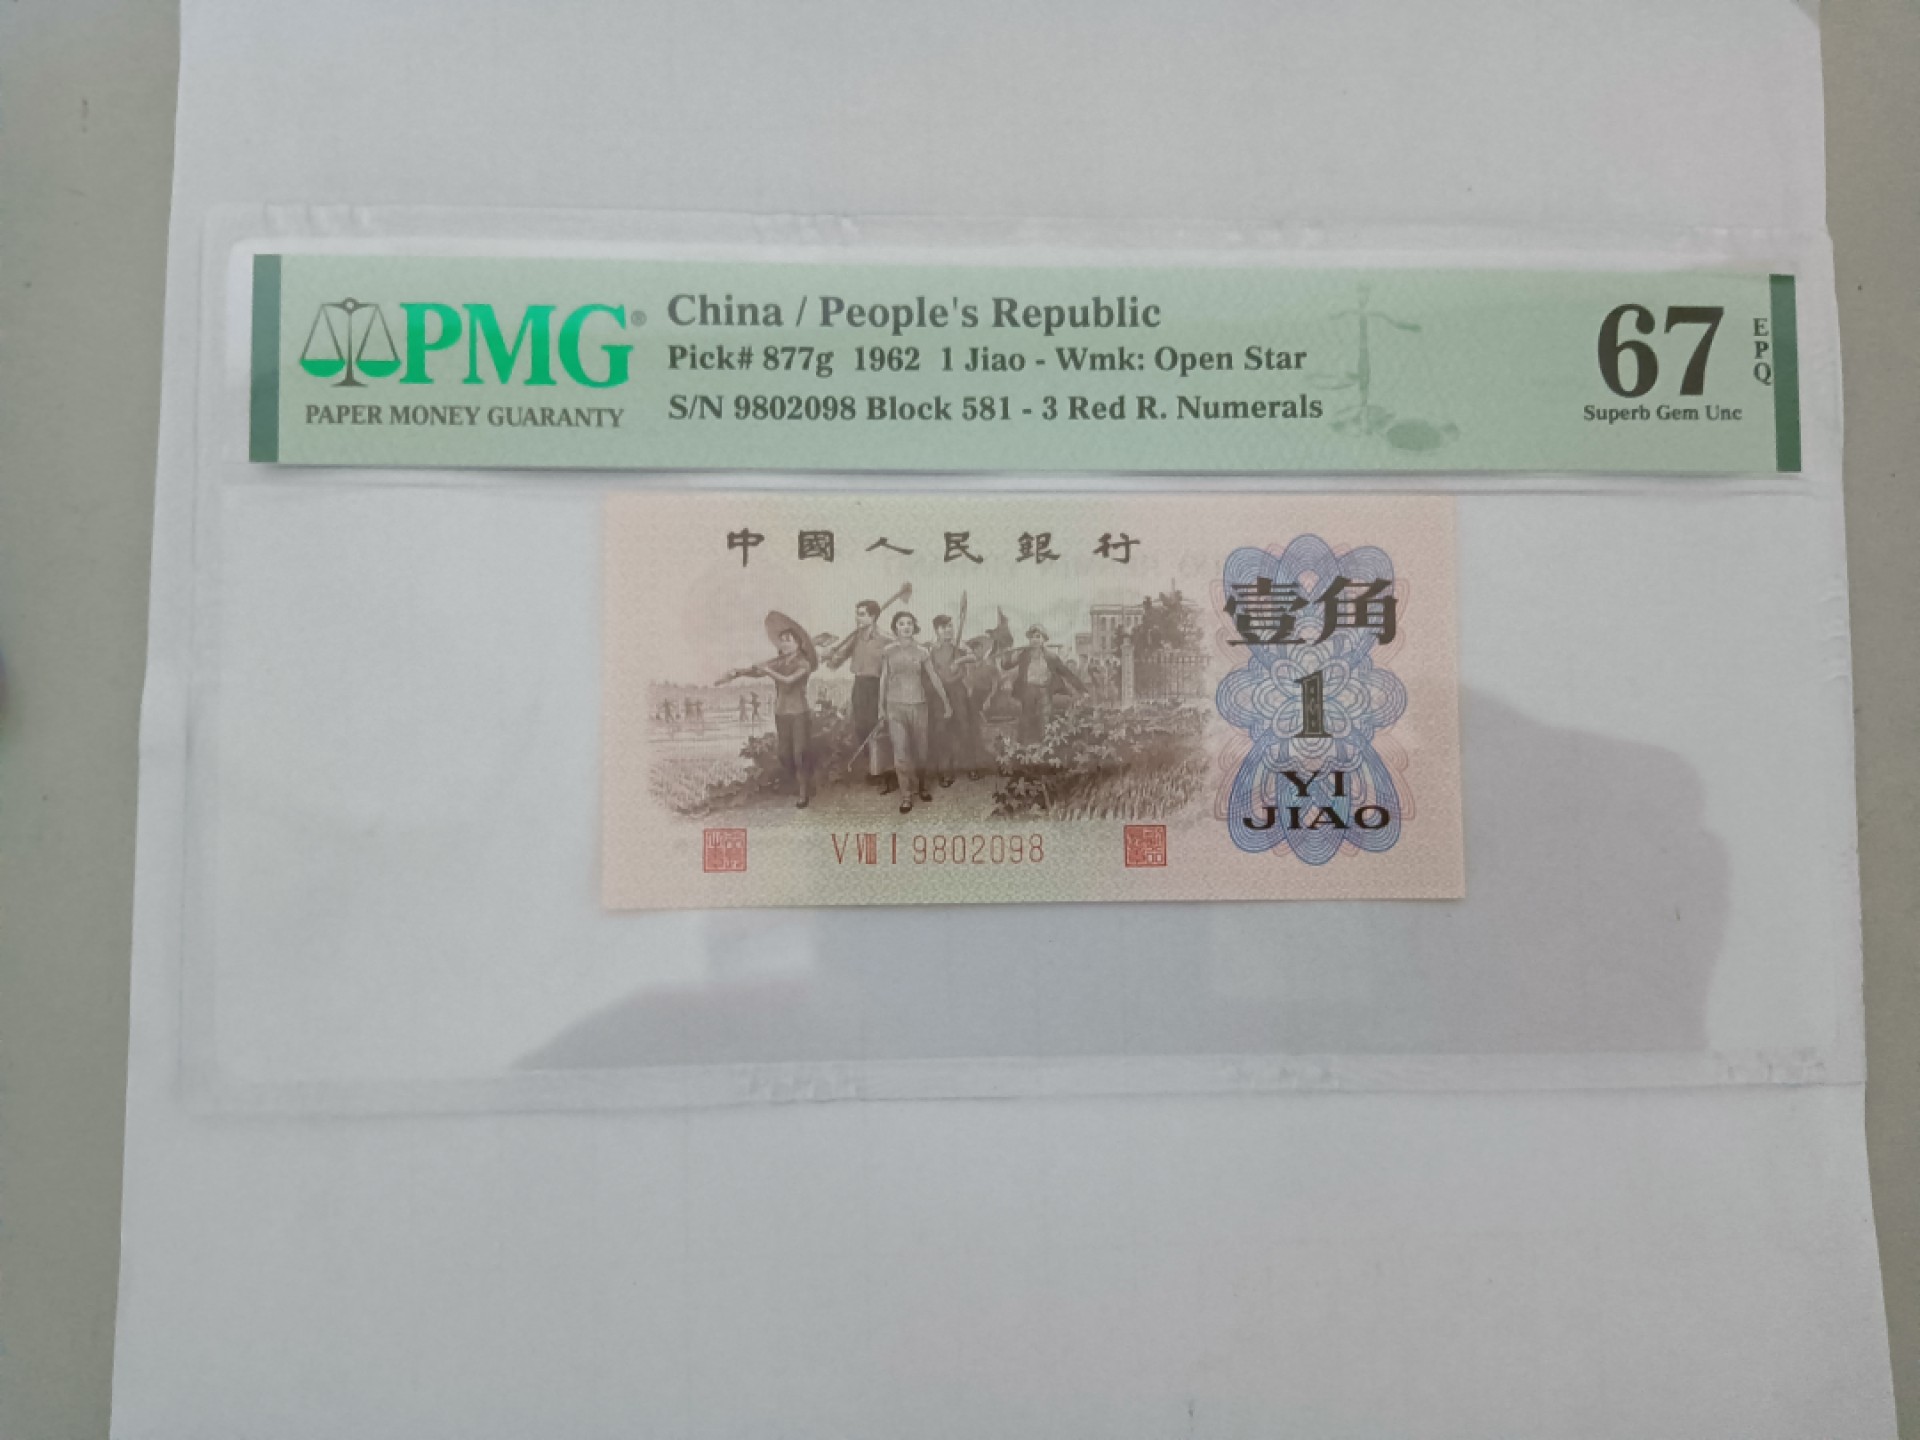 PMG®
PAPER MONEY GUARANTY
China / People's Republic
Pick# 877g 1962 1 Jiao - Wmk: Open Star
S/N 9802098 Block 581 - 3 Red R. Numerals
67
EPQ
Superb Gem Unc
中國人民銀行
壹角
1
YI
JIAO
V VIII I 9802098